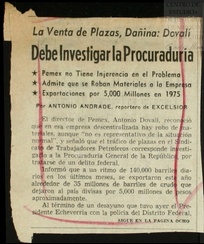 La Venta de Plazas, Dañina: Dovalí
Debe Investigar la Procuraduría
★ Pemex no Tiene Injerencia en el Problema
★ Admite que se Roban Materiales a la Empresa
★ Exportaciones por 5,000 Millones en 1975
Por ANTONIO ANDRADE, reportero de EXCELSIOR
El director de Pemex, Antonio Dovalí, reconoció
que en esa empresa descentralizada hay robo de ma-
teriales, aunque "no es representativo de la situación
normal", y señaló que el tráfico de plazas en el Sindi-
cato de Trabajadores Petroleros corresponde investi-
garlo a la Procuraduría General de la República por
tratarse de un delito federal.
Informó que a un ritmo de 140,000 barriles dia-
rios en los últimos meses, se exportarán este año
alrededor de 35 millones de barriles de crudo que
dejarán al país divisas por 5,000 millones de pesos
aproximadamente.
Al término de un desayuno que tuvo ayer el Presi-
dente Echeverría con la policía del Distrito Federal,
SIGUE EN LA PAGINA OCHO